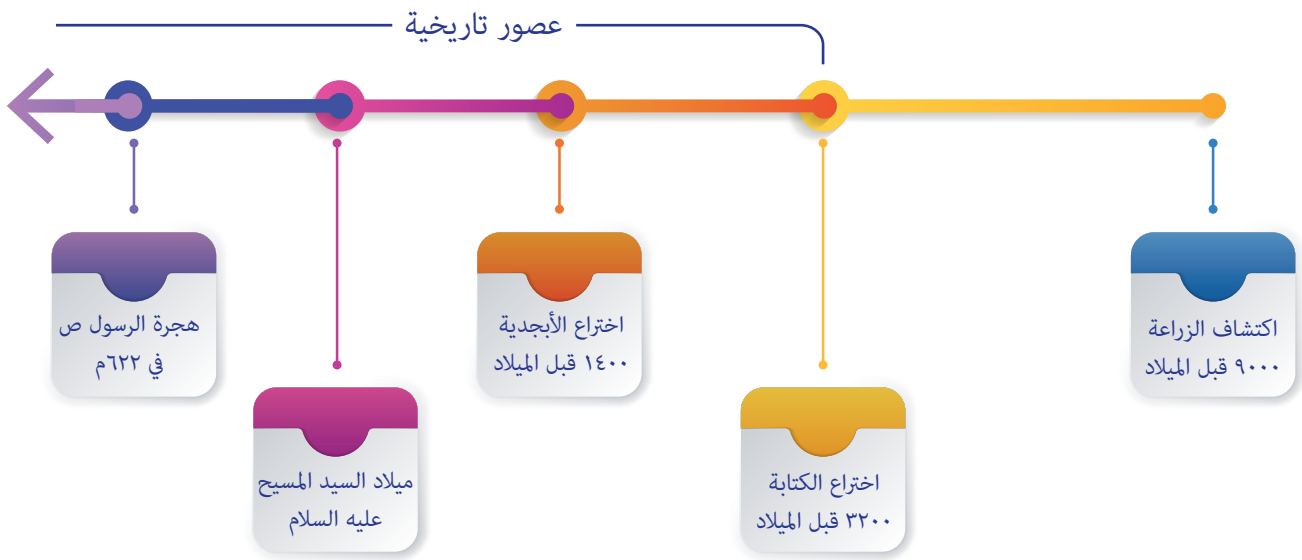 عصور تاريخية
اكتشاف الزراعة
٩٠٠٠ قبل الميلاد
اختراع الكتابة
٣٢٠٠ قبل الميلاد
اختراع الأبجدية
١٤٠٠ قبل الميلاد
ميلاد السيد المسيح
عليه السلام
هجرة الرسول ص
في ٦٢٢م